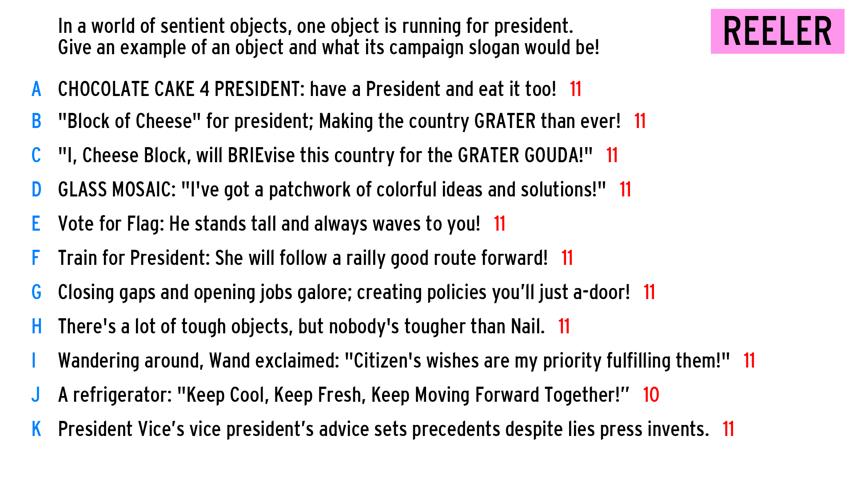 In a world of sentient objects, one object is running for president.
Give an example of an object and what its campaign slogan would be!
REELER
A CHOCOLATE CAKE 4 PRESIDENT: have a President and eat it too! 11
B "Block of Cheese" for president; Making the country GRATER than ever! 11
C "I, Cheese Block, will BRIEvise this country for the GRATER GOUDA!" 11
D GLASS MOSAIC: "I've got a patchwork of colorful ideas and solutions!" 11
E Vote for Flag: He stands tall and always waves to you! 11
F Train for President: She will follow a railly good route forward! 11
G Closing gaps and opening jobs galore; creating policies you’ll just a-door! 11
H There's a lot of tough objects, but nobody's tougher than Nail. 11
I Wandering around, Wand exclaimed: "Citizen's wishes are my priority fulfilling them!" 11
J A refrigerator: "Keep Cool, Keep Fresh, Keep Moving Forward Together!” 10
K President Vice’s vice president’s advice sets precedents despite lies press invents. 11